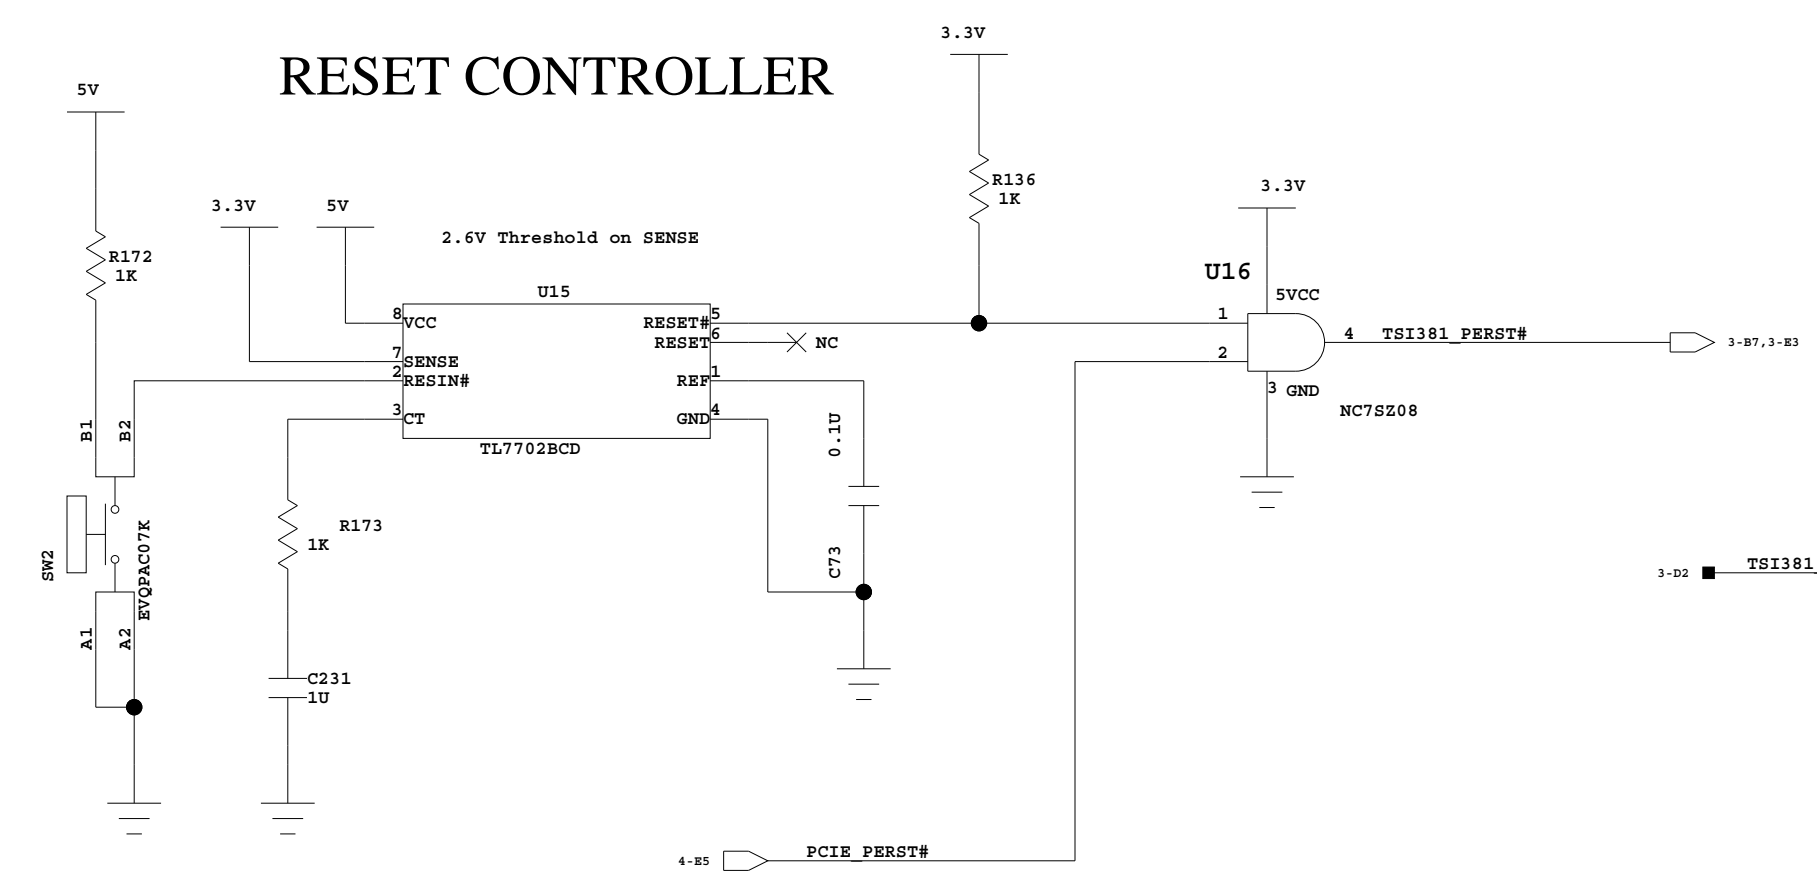 3.3V
RESET CONTROLLER
5V
R136
1K
3.3V
3.3V
5V
2.6V Threshold on SENSE
R172
1K
U16
U15
5VCC
8
VCC
RESET#
5
1
6
RESET
NC
4
TSI381_PERST#
3-B7,3-E3
7
SENSE
2
2
RESIN#
REF
1
3
GND
NC7SZ08
3
CT
GND
4
B1
B2
0.1U
TL7702BCD
R173
1K
SW2
EVQPAC07K
C73
3-D2
TSI381_
A1
A2
C231
1U
4-E5
PCIE_PERST#